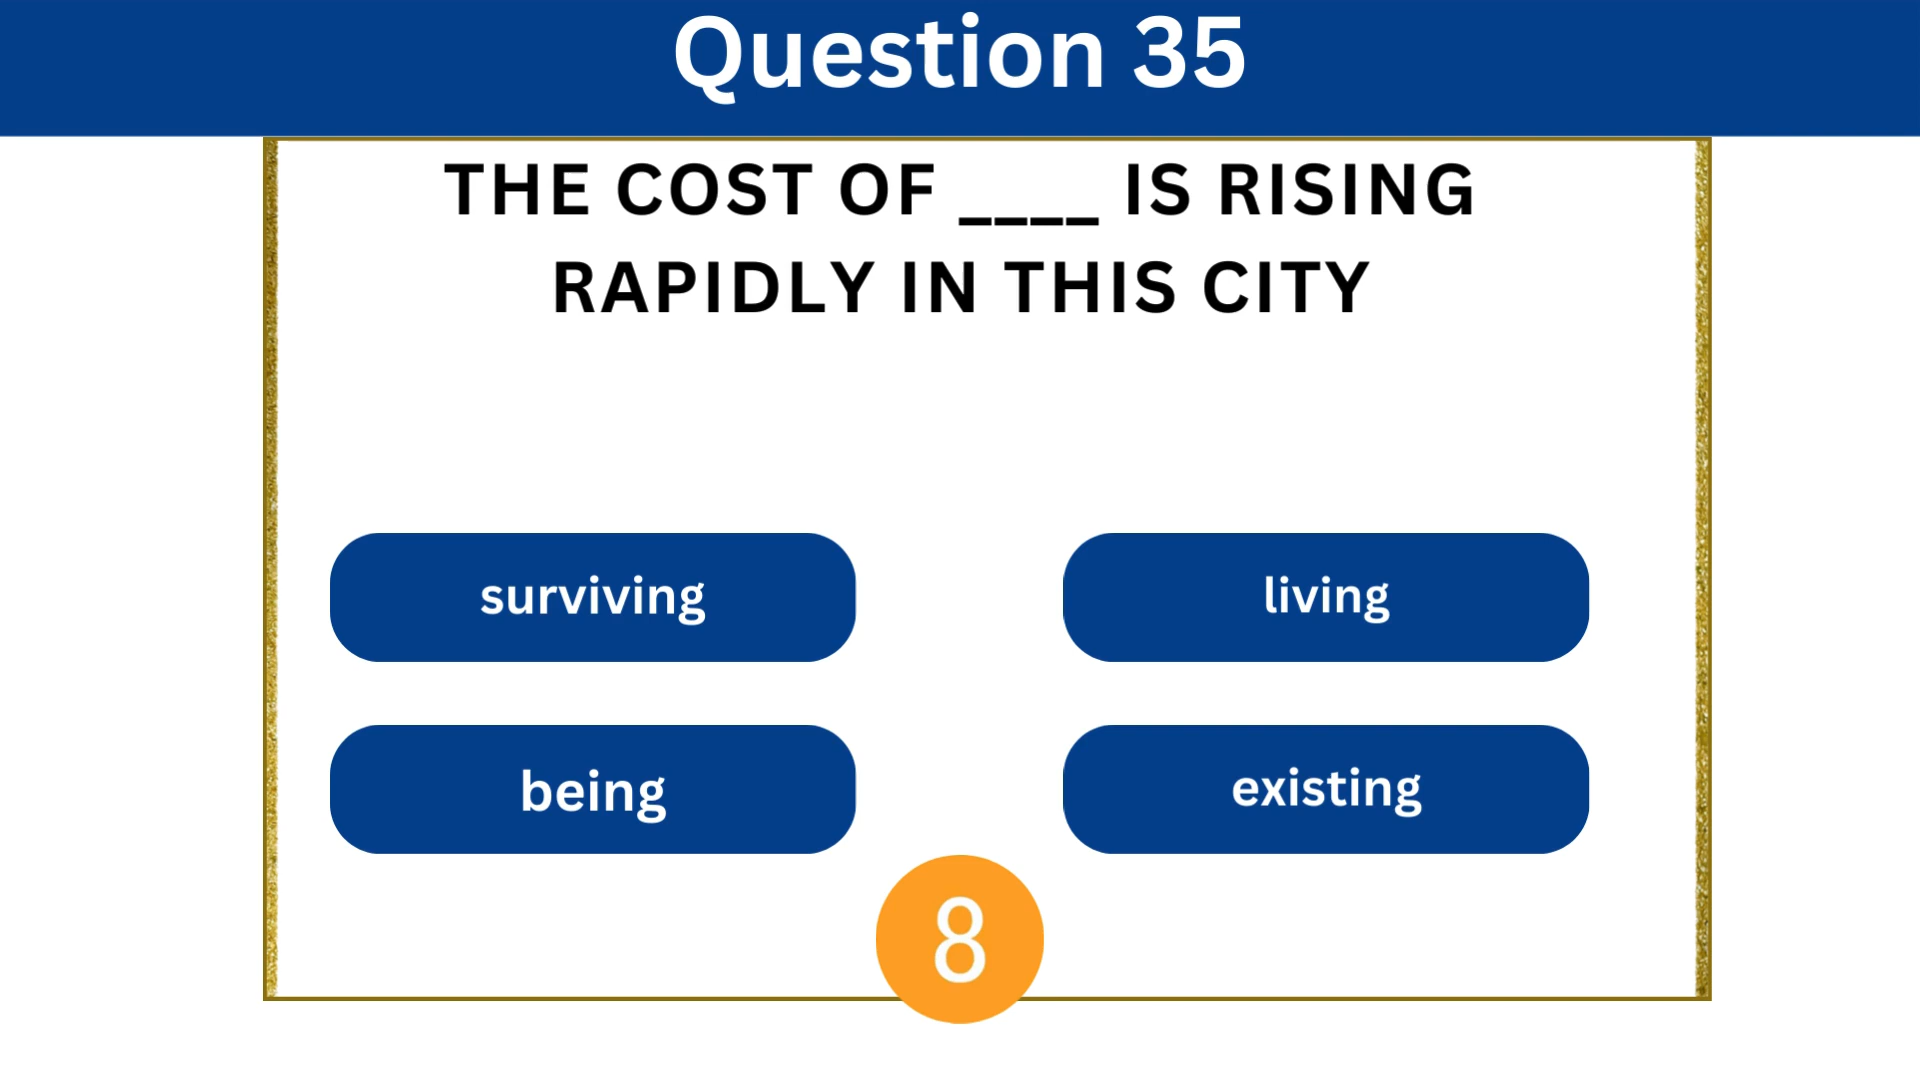 Question 35
THE COST OF ____ IS RISING
RAPIDLY IN THIS CITY
surviving
living
being
existing
8